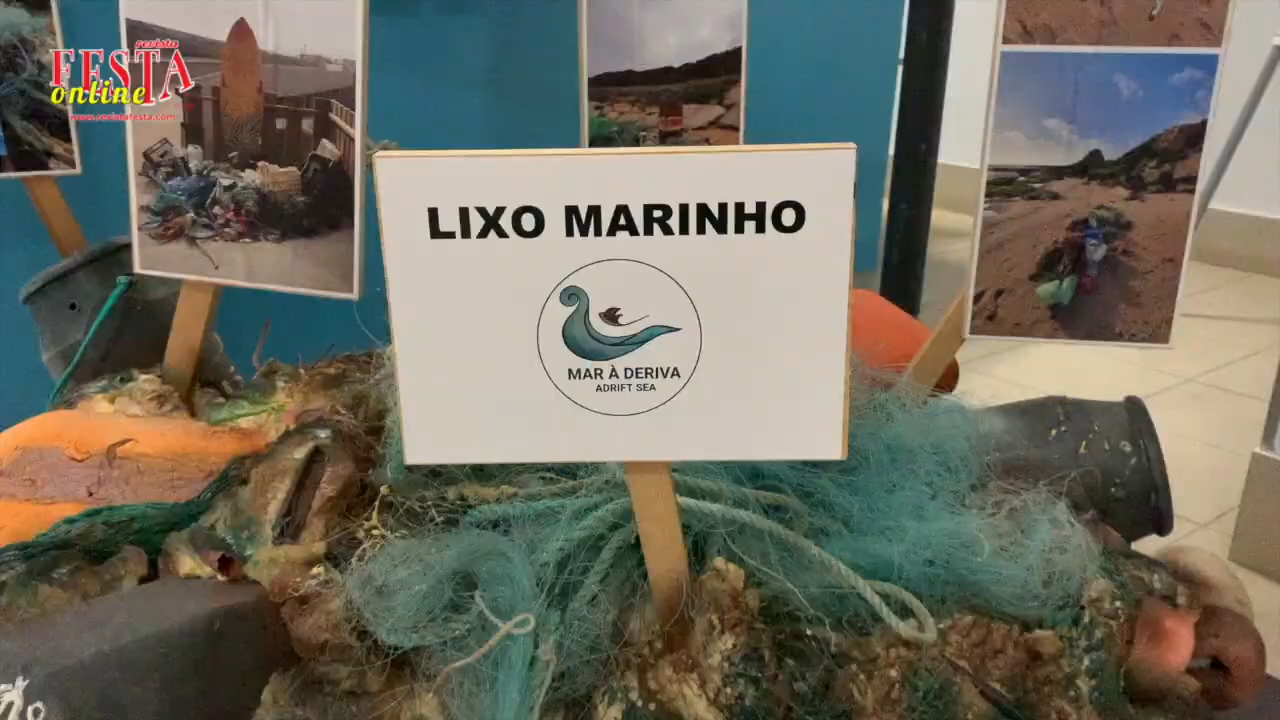 revista
FESTA
online
www.revistafesta.com
LIXO MARINHO
MAR À DERIVA
ADRIFT SEA